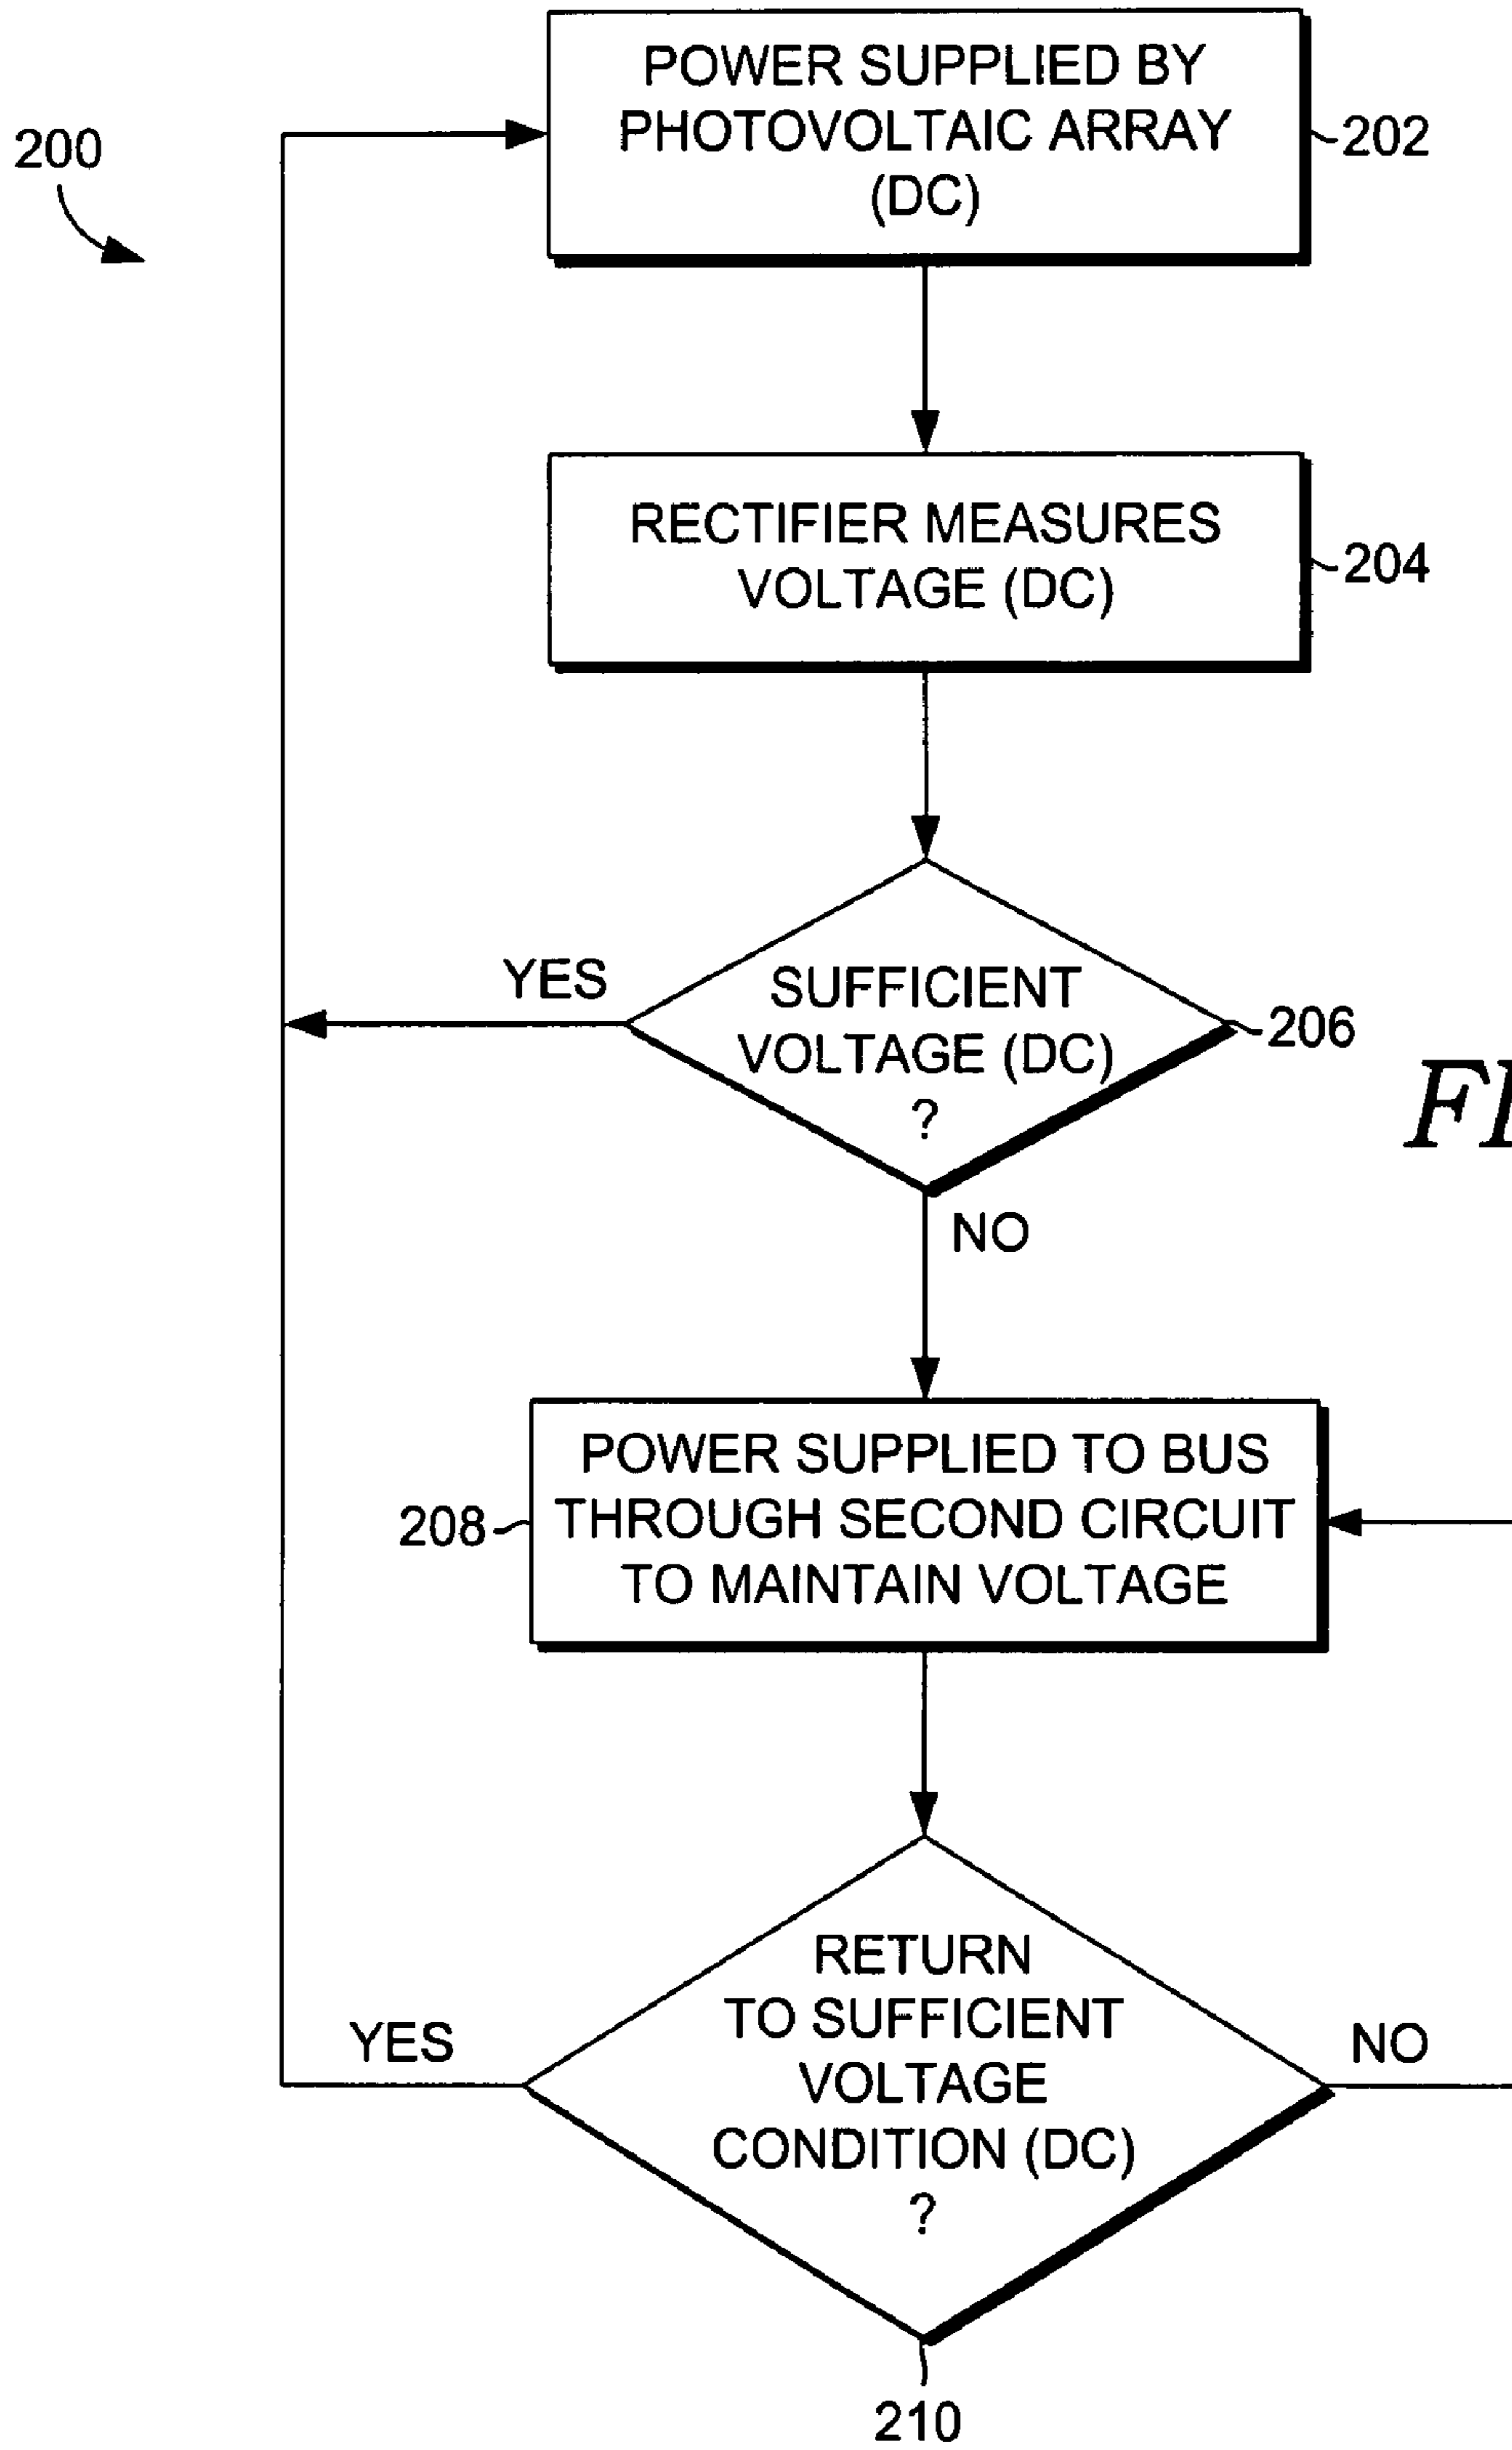 200
POWER SUPPLIED BY
PHOTOVOLTAIC ARRAY
(DC)
202
RECTIFIER MEASURES
VOLTAGE (DC)
204
YES
SUFFICIENT
VOLTAGE (DC)
?
206
NO
POWER SUPPLIED TO BUS
THROUGH SECOND CIRCUIT
TO MAINTAIN VOLTAGE
208
RETURN
TO SUFFICIENT
VOLTAGE
CONDITION (DC)
?
YES
NO
210